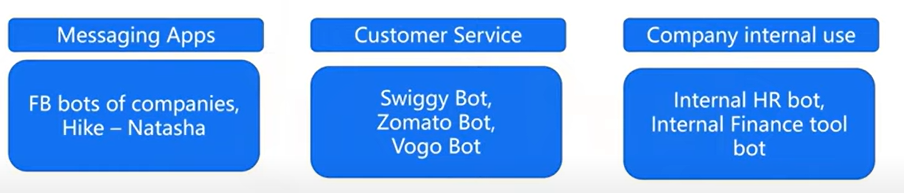 Messaging Apps
FB bots of companies,
Hike – Natasha
Customer Service
Swiggy Bot,
Zomato Bot,
Vogo Bot
Company internal use
Internal HR bot,
Internal Finance tool
bot